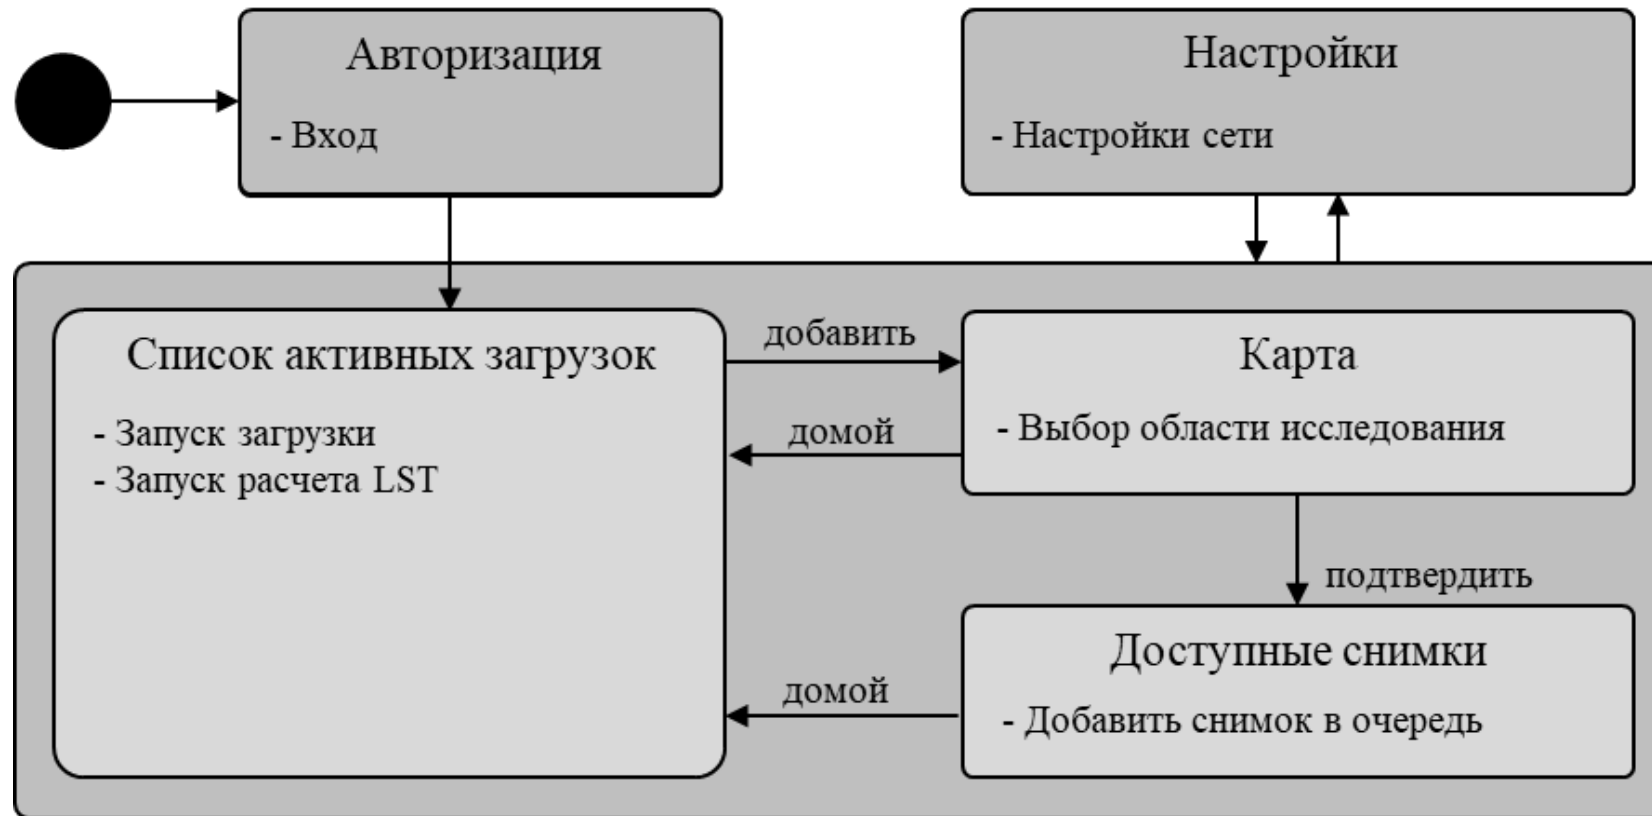 Авторизация
- Вход
Настройки
- Настройки сети
Список активных загрузок
- Запуск загрузки
- Запуск расчета LST
добавить
домой
Карта
- Выбор области исследования
подтвердить
Доступные снимки
- Добавить снимок в очередь
домой